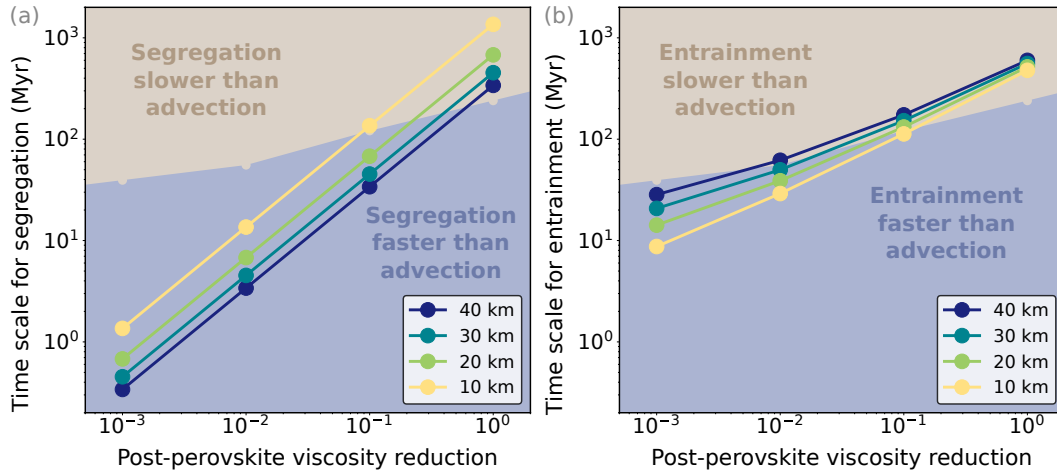 (a)
Time scale for segregation (Myr)
10³
10²
10¹
10⁰
Segregation
slower than
advection
Segregation
faster than
advection
40 km
30 km
20 km
10 km
10⁻³ 10⁻² 10⁻¹ 10⁰
Post-perovskite viscosity reduction
(b)
Time scale for entrainment (Myr)
10³
10²
10¹
10⁰
Entrainment
slower than
advection
Entrainment
faster than
advection
40 km
30 km
20 km
10 km
10⁻³ 10⁻² 10⁻¹ 10⁰
Post-perovskite viscosity reduction